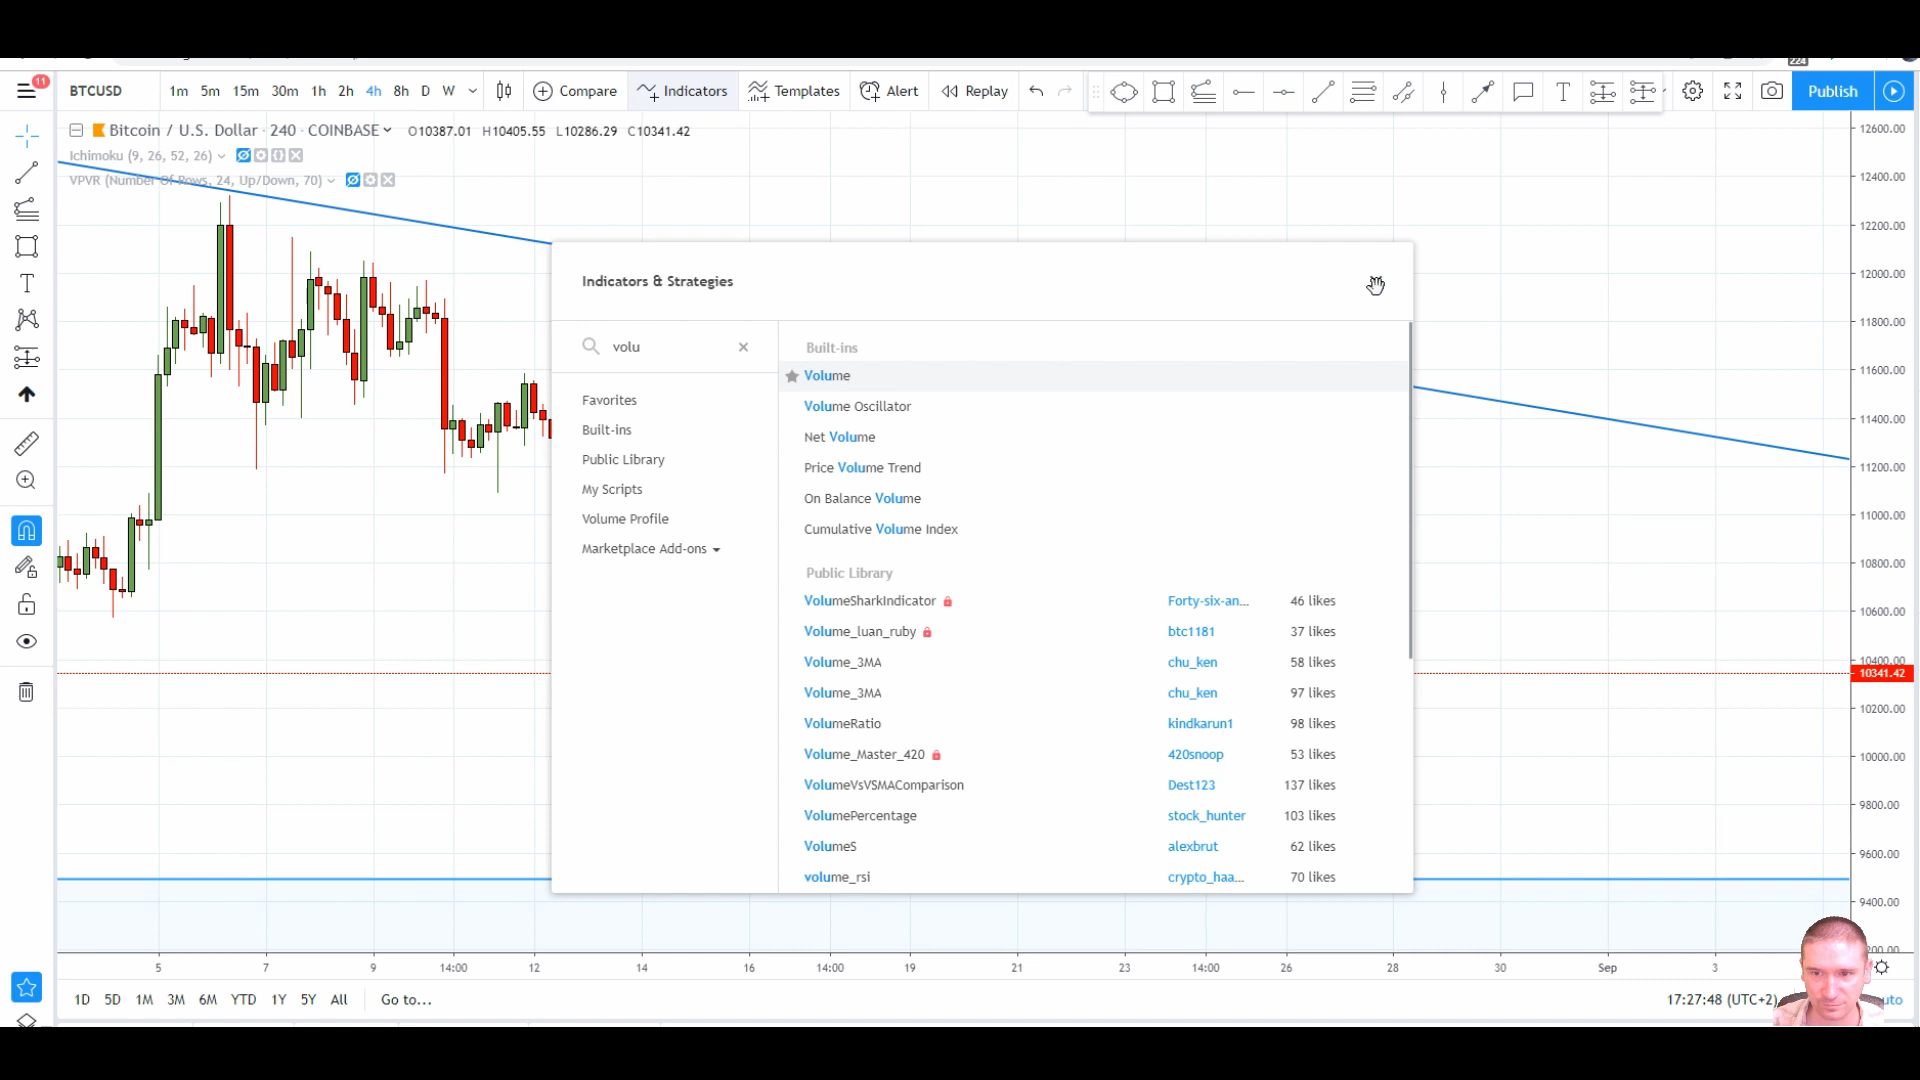 224
11
BTCUSD 1m 5m 15m 30m 1h 2h 4h 8h D W Compare Indicators Templates Alert Replay T Publish
Bitcoin / U.S. Dollar · 240 · COINBASE O10387.01 H10405.55 L10286.29 C10341.42
Ichimoku (9, 26, 52, 26)
VPVR (Number Of Rows, 24, Up/Down, 70)
T
Indicators & Strategies
volu
Favorites
Built-ins
Public Library
My Scripts
Volume Profile
Marketplace Add-ons
Built-ins
Volume
Volume Oscillator
Net Volume
Price Volume Trend
On Balance Volume
Cumulative Volume Index
Public Library
VolumeSharkIndicator Forty-six-an... 46 likes
Volume_luan_ruby btc1181 37 likes
Volume_3MA chu_ken 58 likes
Volume_3MA chu_ken 97 likes
VolumeRatio kindkarun1 98 likes
Volume_Master_420 420snoop 53 likes
VolumeVsVSMAComparison Dest123 137 likes
VolumePercentage stock_hunter 103 likes
VolumeS alexbrut 62 likes
volume_rsi crypto_haa... 70 likes
12600.00
12400.00
12200.00
12000.00
11800.00
11600.00
11400.00
11200.00
11000.00
10800.00
10600.00
10400.00
10341.42
10200.00
10000.00
9800.00
9600.00
9400.00
5 7 9 14:00 12 14 16 14:00 19 21 23 14:00 26 28 30 Sep 3
1D 5D 1M 3M 6M YTD 1Y 5Y All Go to... 17:27:48 (UTC+2)